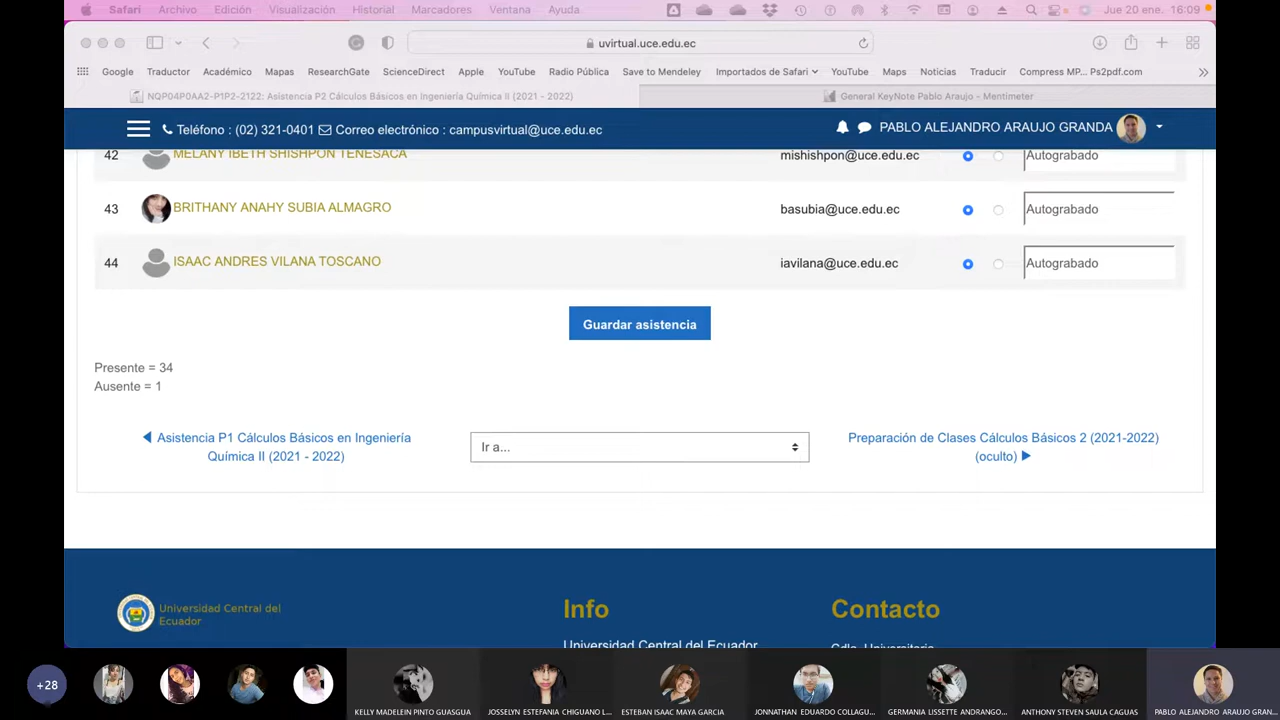 Safari Archivo Edición Visualización Historial Marcadores Ventana Ayuda Jue 20 ene. 16:09
uvirtual.uce.edu.ec
Google Traductor Académico Mapas ResearchGate ScienceDirect Apple YouTube Radio Pública Save to Mendeley Importados de Safari YouTube Maps Noticias Traducir Compress MP... Ps2pdf.com
NQP04P0AA2-P1P2-2122: Asistencia P2 Cálculos Básicos en Ingeniería Química II (2021 - 2022) General KeyNote Pablo Araujo - Mentimeter
Teléfono : (02) 321-0401 Correo electrónico : campusvirtual@uce.edu.ec PABLO ALEJANDRO ARAUJO GRANDA
42 MELANY IBETH SHISHPON TENESACA mishishpon@uce.edu.ec Autograbado
43 BRITHANY ANAHY SUBIA ALMAGRO basubia@uce.edu.ec Autograbado
44 ISAAC ANDRES VILANA TOSCANO iavilana@uce.edu.ec Autograbado
Guardar asistencia
Presente = 34
Ausente = 1
Asistencia P1 Cálculos Básicos en Ingeniería
Química II (2021 - 2022)
Ir a...
Preparación de Clases Cálculos Básicos 2 (2021-2022)
(oculto)
Universidad Central del
Ecuador
Info
Universidad Central del Ecuador
Contacto
Cdla. Universitaria
+28
KELLY MADELEIN PINTO GUASGUA JOSSELYN ESTEFANIA CHIGUANO L... ESTEBAN ISAAC MAYA GARCIA JONNATHAN EDUARDO COLLAGU... GERMANIA LISSETTE ANDRANGO... ANTHONY STEVEN SAULA CAGUAS PABLO ALEJANDRO ARAUJO GRAN...